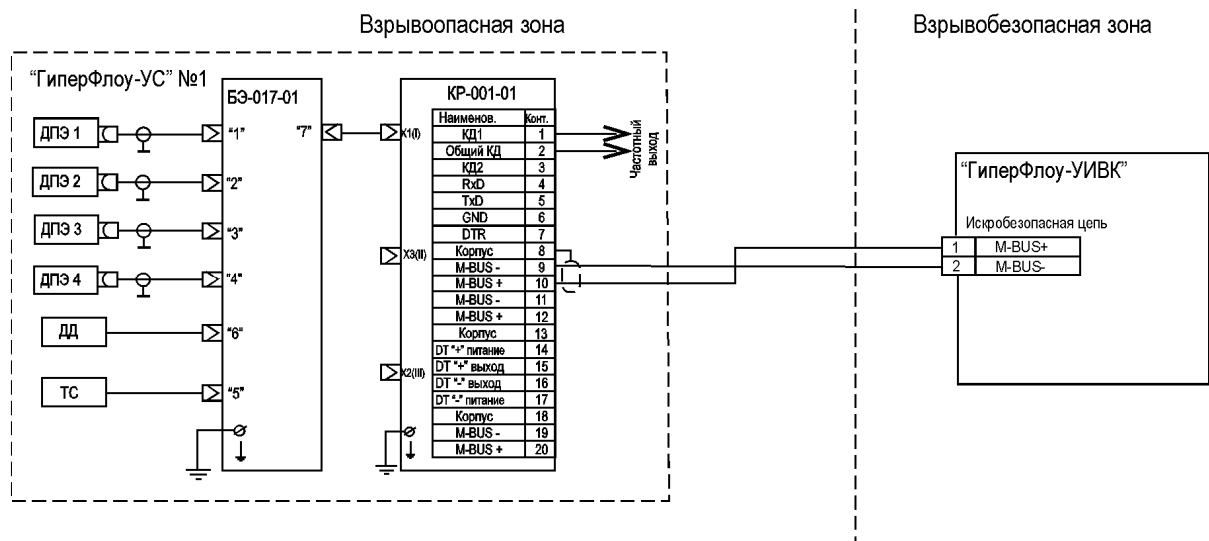 Взрывоопасная зона
Взрывобезопасная зона
“ГиперФлоу-УС” №1
БЭ-017-01
КР-001-01
ДПЭ 1
“1”
“7”
X1(I)
ДПЭ 2
“2”
ДПЭ 3
“3”
ДПЭ 4
“4”
ДД
“6”
ТС
“5”
X3(II)
X2(III)
Наименов. Конт.
КД1 1
Общий КД 2
КД2 3
RxD 4
TxD 5
GND 6
DTR 7
Корпус 8
M-BUS - 9
M-BUS + 10
M-BUS - 11
M-BUS + 12
Корпус 13
DT “+” питание 14
DT “+” выход 15
DT “-” выход 16
DT “-” питание 17
Корпус 18
M-BUS - 19
M-BUS + 20
Частотный
выход
“ГиперФлоу-УИВК”
Искробезопасная цепь
1 M-BUS+
2 M-BUS-